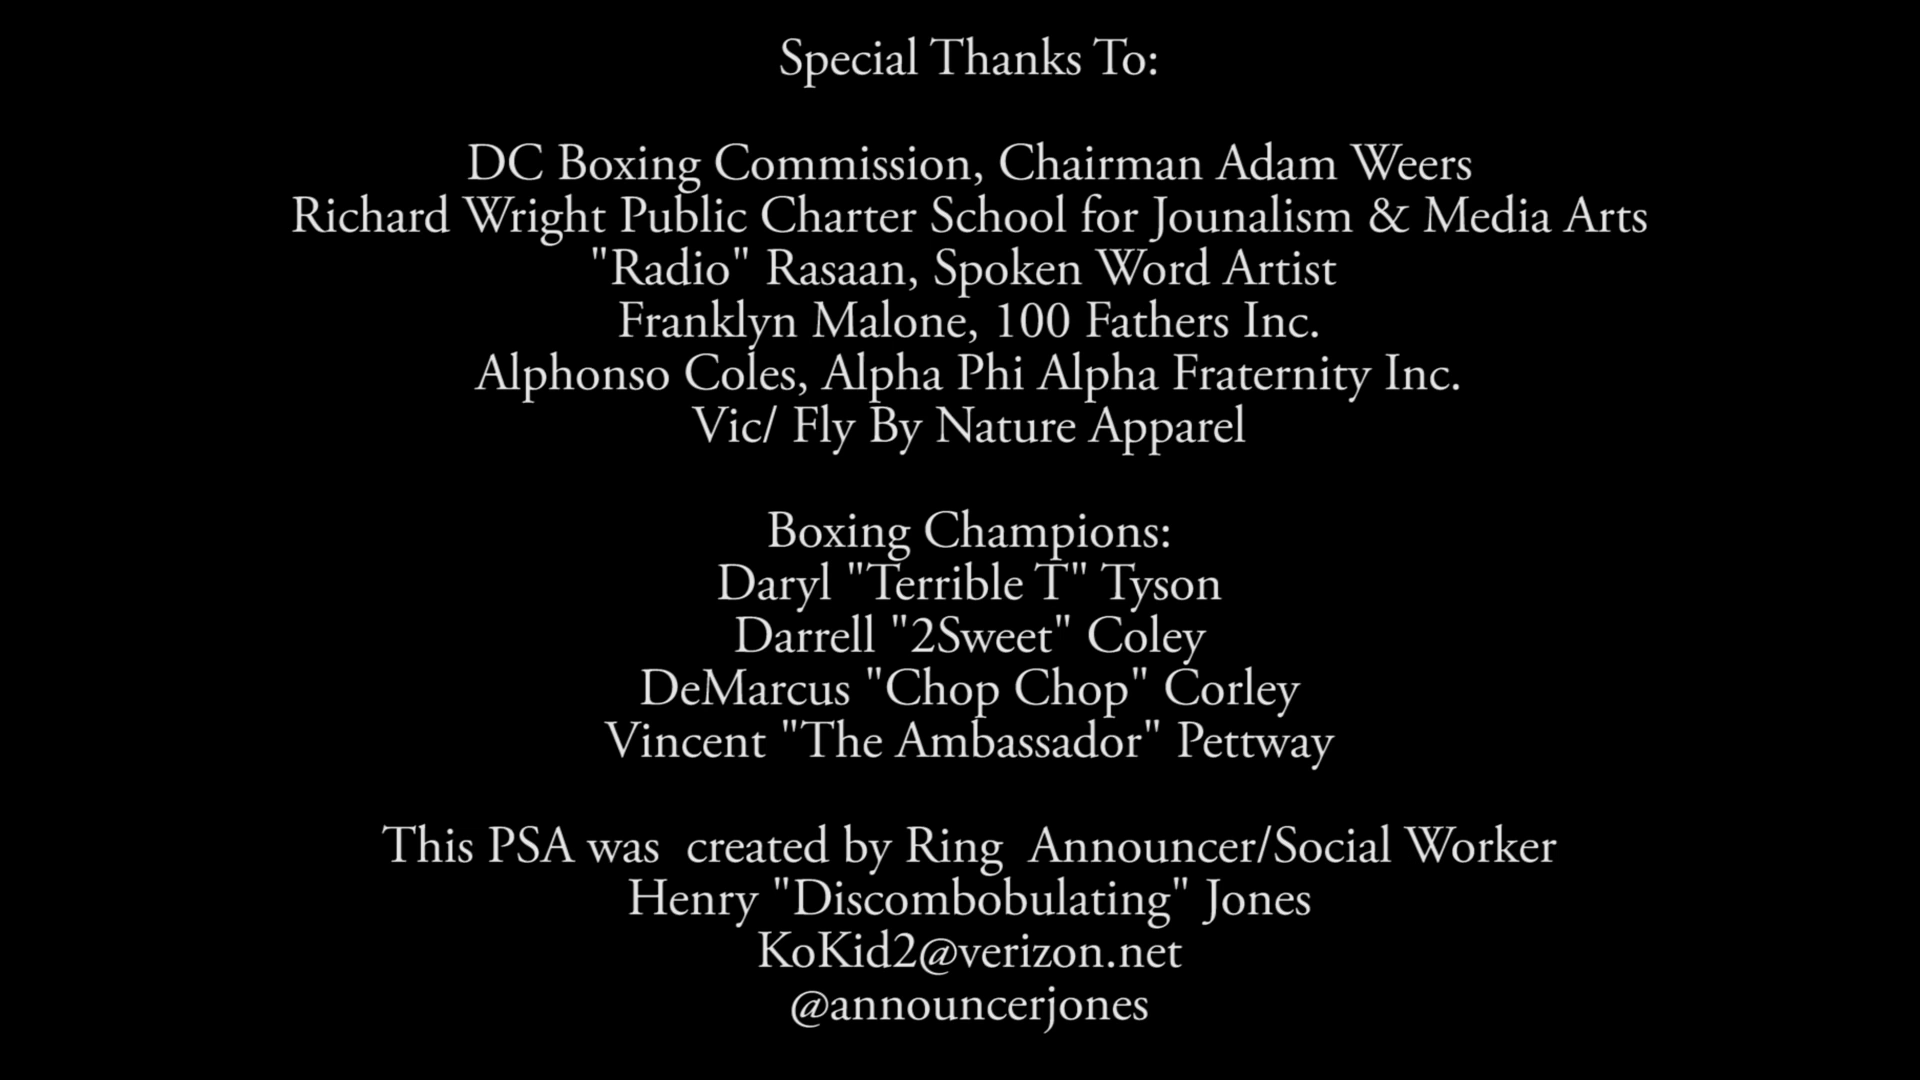 Special Thanks To:
DC Boxing Commission, Chairman Adam Weers
Richard Wright Public Charter School for Jounalism & Media Arts
"Radio" Rasaan, Spoken Word Artist
Franklyn Malone, 100 Fathers Inc.
Alphonso Coles, Alpha Phi Alpha Fraternity Inc.
Vic/ Fly By Nature Apparel
Boxing Champions:
Daryl "Terrible T" Tyson
Darrell "2Sweet" Coley
DeMarcus "Chop Chop" Corley
Vincent "The Ambassador" Pettway
This PSA was  created by Ring  Announcer/Social Worker
Henry "Discombobulating" Jones
KoKid2@verizon.net
@announcerjones